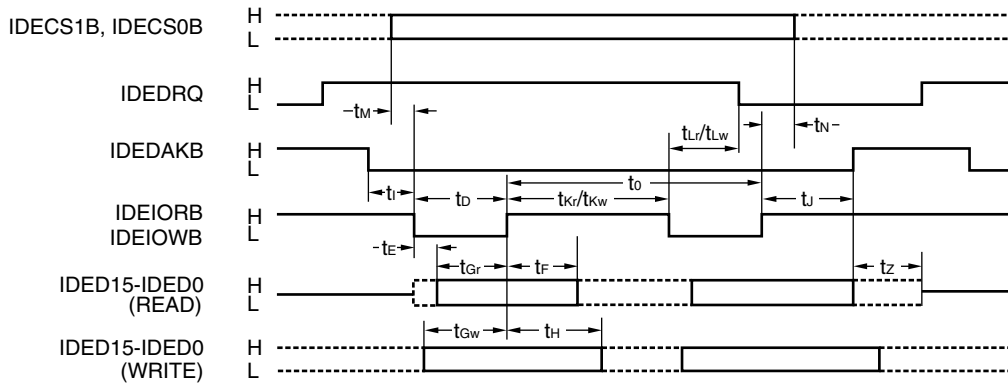 IDECS1B, IDECS0B H
L
IDEDRQ H
L
tM tLr/tLw tN
IDEDAKB H
L
tI tD t0 tKr/tKw tJ
IDEIORB H
IDEIOWB L
tE tGr tF tZ
IDED15-IDED0 H
(READ) L
tGw tH
IDED15-IDED0 H
(WRITE) L